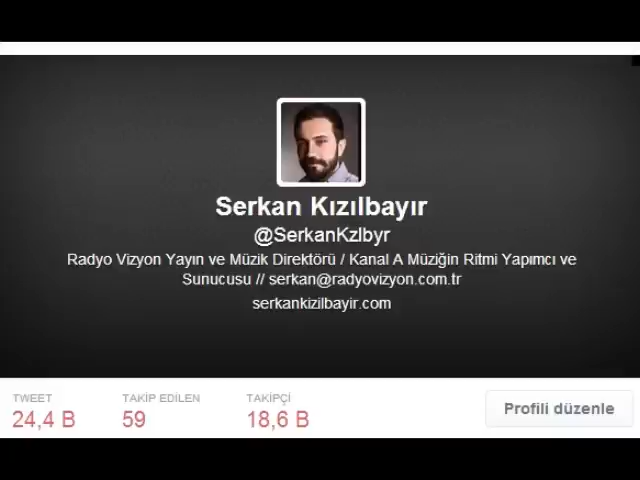 Serkan Kızılbayır
@SerkanKzlbyr
Radyo Vizyon Yayın ve Müzik Direktörü / Kanal A Müziğin Ritmi Yapımcı ve
Sunucusu // serkan@radyovizyon.com.tr
serkankizilbayir.com
TWEET TAKİP EDİLEN TAKİPÇİ
24,4 B 59 18,6 B Profili düzenle